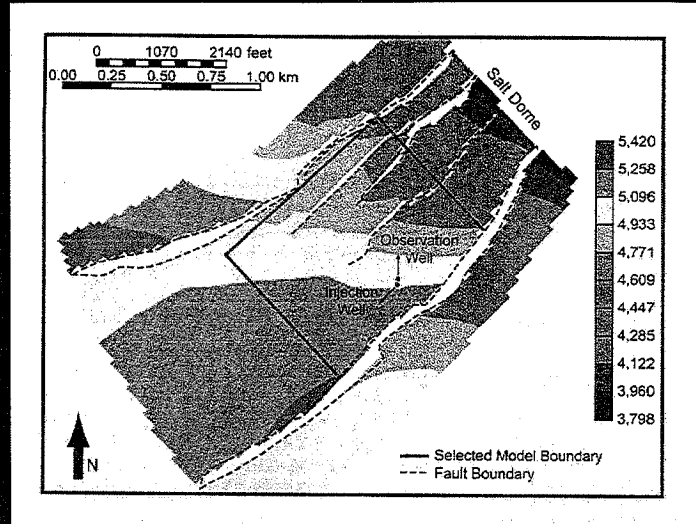 0 1070 2140 feet
0.00 0.25 0.50 0.75 1.00 km
Salt Dome
5,420
5,258
5,096
4,933
4,771
4,609
4,447
4,285
4,122
3,960
3,798
Observation
Well
Injection
Well
N
Selected Model Boundary
Fault Boundary